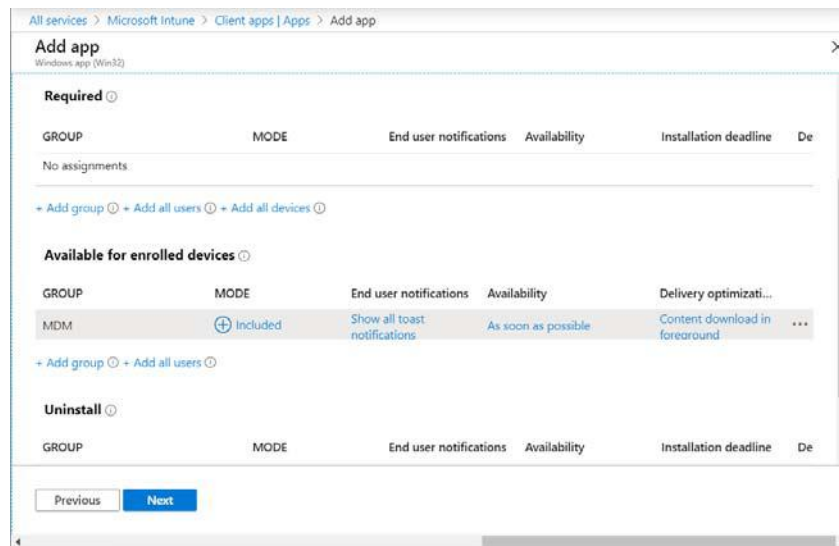 All services > Microsoft Intune > Client apps | Apps > Add app
Add app
Windows app (Win32)
Required
GROUP MODE End user notifications Availability Installation deadline De
No assignments
+ Add group + Add all users + Add all devices
Available for enrolled devices
GROUP MODE End user notifications Availability Delivery optimizati...
MDM Included Show all toast notifications As soon as possible Content download in foreground ...
+ Add group + Add all users
Uninstall
GROUP MODE End user notifications Availability Installation deadline De
Previous Next